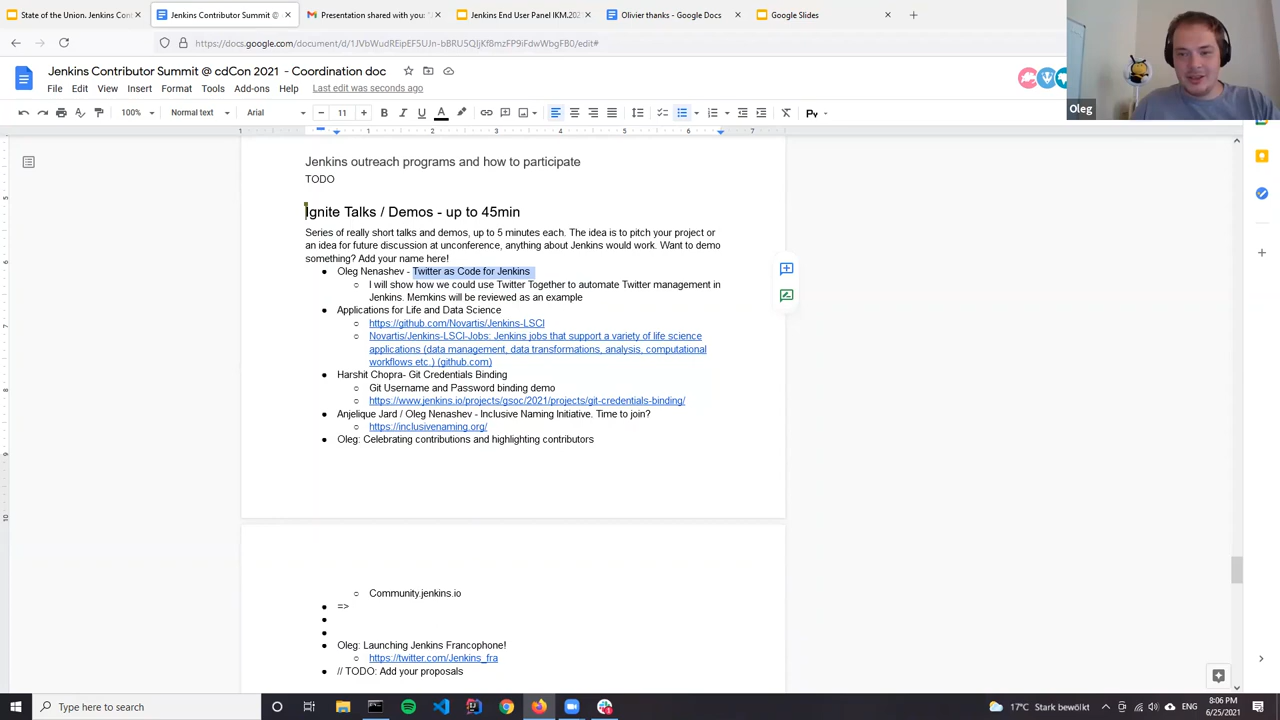 State of the Union. Jenkins Cont
Jenkins Contributor Summit @
Presentation shared with you:
Jenkins End User Panel IKM.202
Olivier thanks - Google Docs
Google Slides
Jenkins Contributor Summit @ cdCon 2021 - Coordination doc
File Edit View Insert Format Tools Add-ons Help Last edit was seconds ago
100% Normal text Arial 11
1 1 2 3 4 5 6 7
Oleg
Jenkins outreach programs and how to participate
TODO
Ignite Talks / Demos - up to 45min
Series of really short talks and demos, up to 5 minutes each. The idea is to pitch your project or
an idea for future discussion at unconference, anything about Jenkins would work. Want to demo
something? Add your name here!
Oleg Nenashev - Twitter as Code for Jenkins
I will show how we could use Twitter Together to automate Twitter management in
Jenkins. Memkins will be reviewed as an example
Applications for Life and Data Science
https://github.com/Novartis/Jenkins-LSCI
Novartis/Jenkins-LSCI-Jobs: Jenkins jobs that support a variety of life science
applications (data management, data transformations, analysis, computational
workflows etc.) (github.com)
Harshit Chopra- Git Credentials Binding
Git Username and Password binding demo
https://www.jenkins.io/projects/gsoc/2021/projects/git-credentials-binding/
Anjelique Jard / Oleg Nenashev - Inclusive Naming Initiative. Time to join?
https://inclusivenaming.org/
Oleg: Celebrating contributions and highlighting contributors
Community.jenkins.io
=>
Oleg: Launching Jenkins Francophone!
https://twitter.com/Jenkins_fra
// TODO: Add your proposals
Type here to search
17°C Stark bewölkt
ENG
8:06 PM
6/25/2021